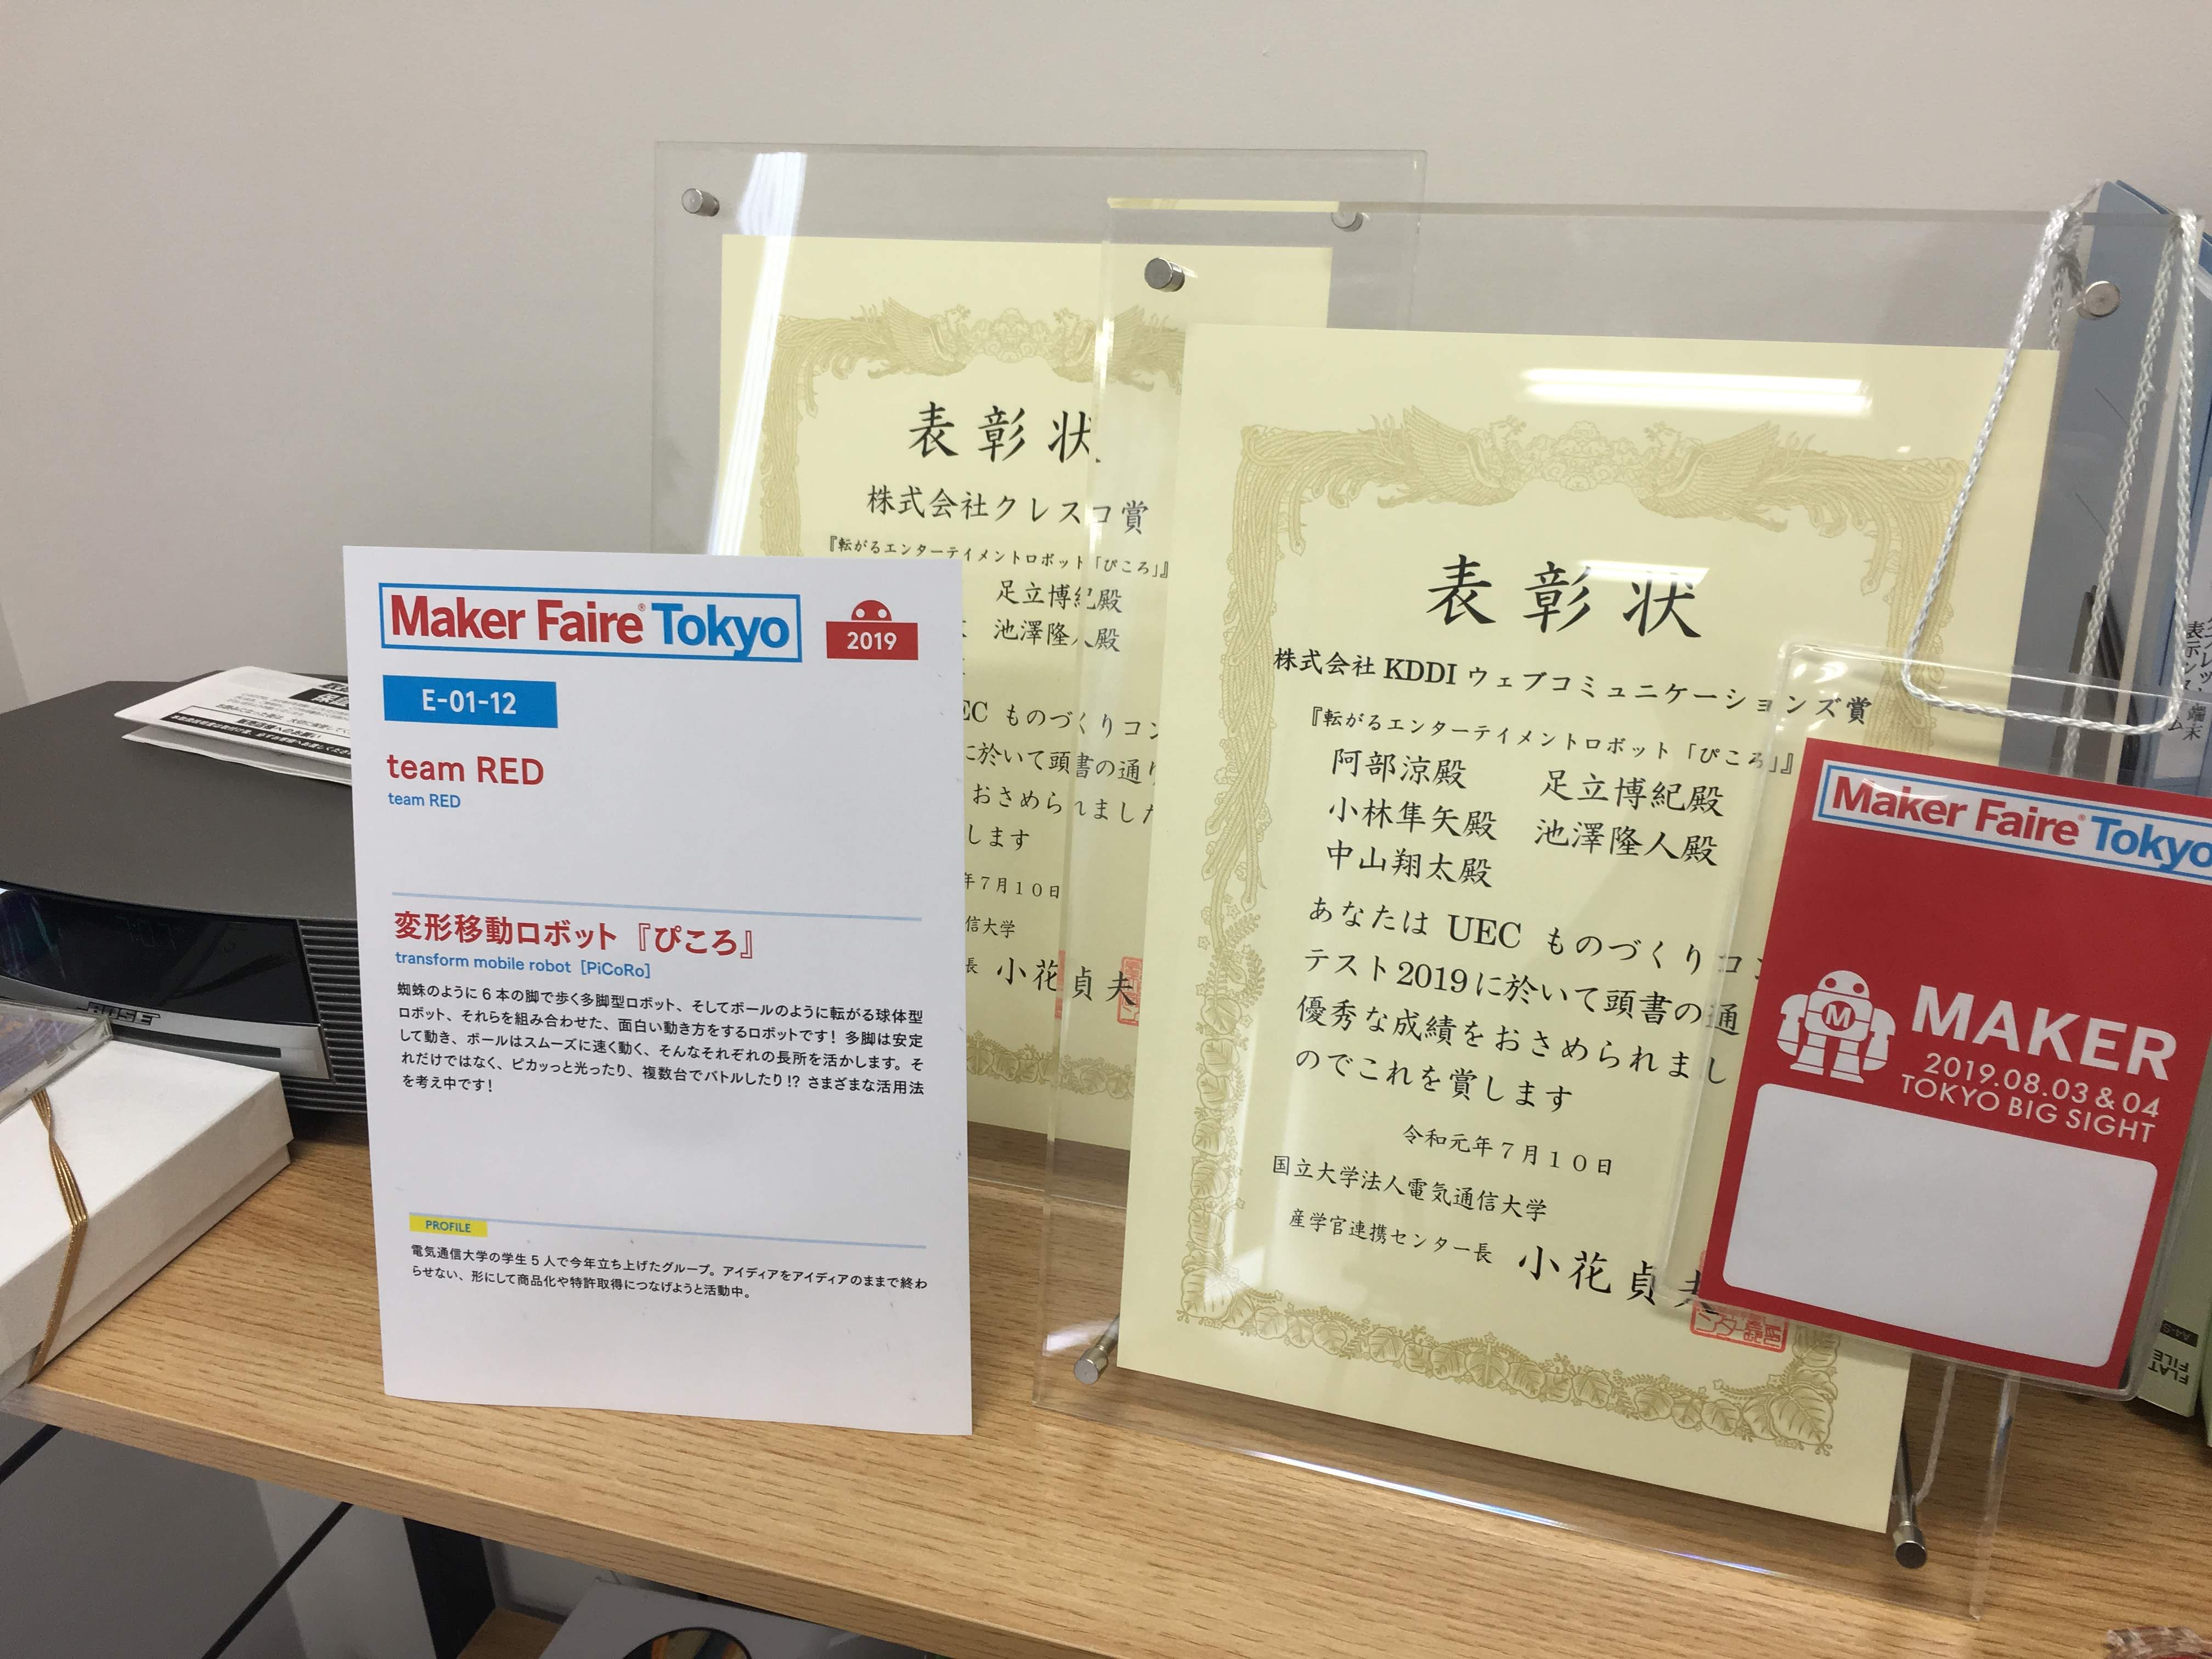 Maker Faire® Tokyo
2019
E-01-12
team RED
team RED
変形移動ロボット『ぴころ』
transform mobile robot [PiCoRo]
蜘蛛のように6本の脚で歩く多脚型ロボット、そしてボールのように転がる球体型
ロボット、それらを組み合わせた、面白い動き方をするロボットです! 多脚は安定
して動き、ボールはスムーズに速く動く、そんなそれぞれの長所を活かします。そ
れだけではなく、ピカッっと光ったり、複数台でバトルしたり!? さまざまな活用法
を考え中です!
PROFILE
電気通信大学の学生5人で今年立ち上げたグループ。アイディアをアイディアのままで終わ
らせない、形にして商品化や特許取得につなげようと活動中。
表彰状
株式会社クレスコ賞
『転がるエンターテイメントロボット「ぴころ」』
足立博紀殿
池澤隆人殿
EC ものづくりコン
に於いて頭書の通り
おさめられました
します
年7月10日
信大学
長 小花貞夫
表彰状
株式会社 KDDI ウェブコミュニケーションズ賞
『転がるエンターテイメントロボット「ぴころ」』
阿部涼殿 足立博紀殿
小林隼矢殿 池澤隆人殿
中山翔太殿
あなたは UEC ものづくりコン
テスト2019に於いて頭書の通
優秀な成績をおさめられまし
のでこれを賞します
令和元年7月10日
国立大学法人電気通信大学
産学官連携センター長 小花貞夫
Maker Faire® Tokyo
M
MAKER
2019.08.03 & 04
TOKYO BIG SIGHT
BOSE
FLAT
FILE